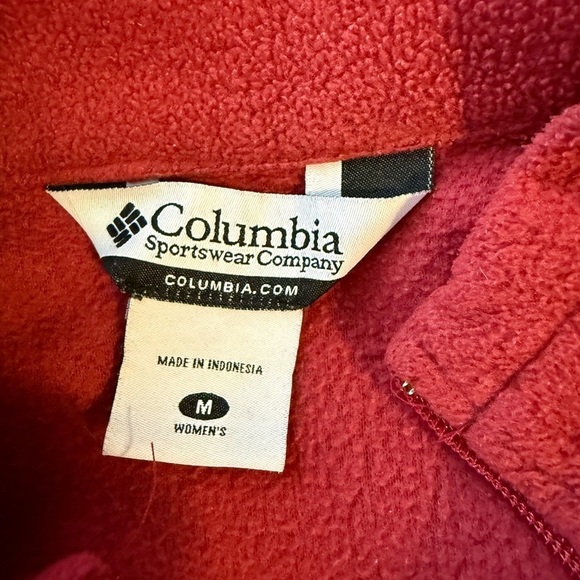 Columbia
Sportswear Company
COLUMBIA.COM
MADE IN INDONESIA
M
WOMEN'S